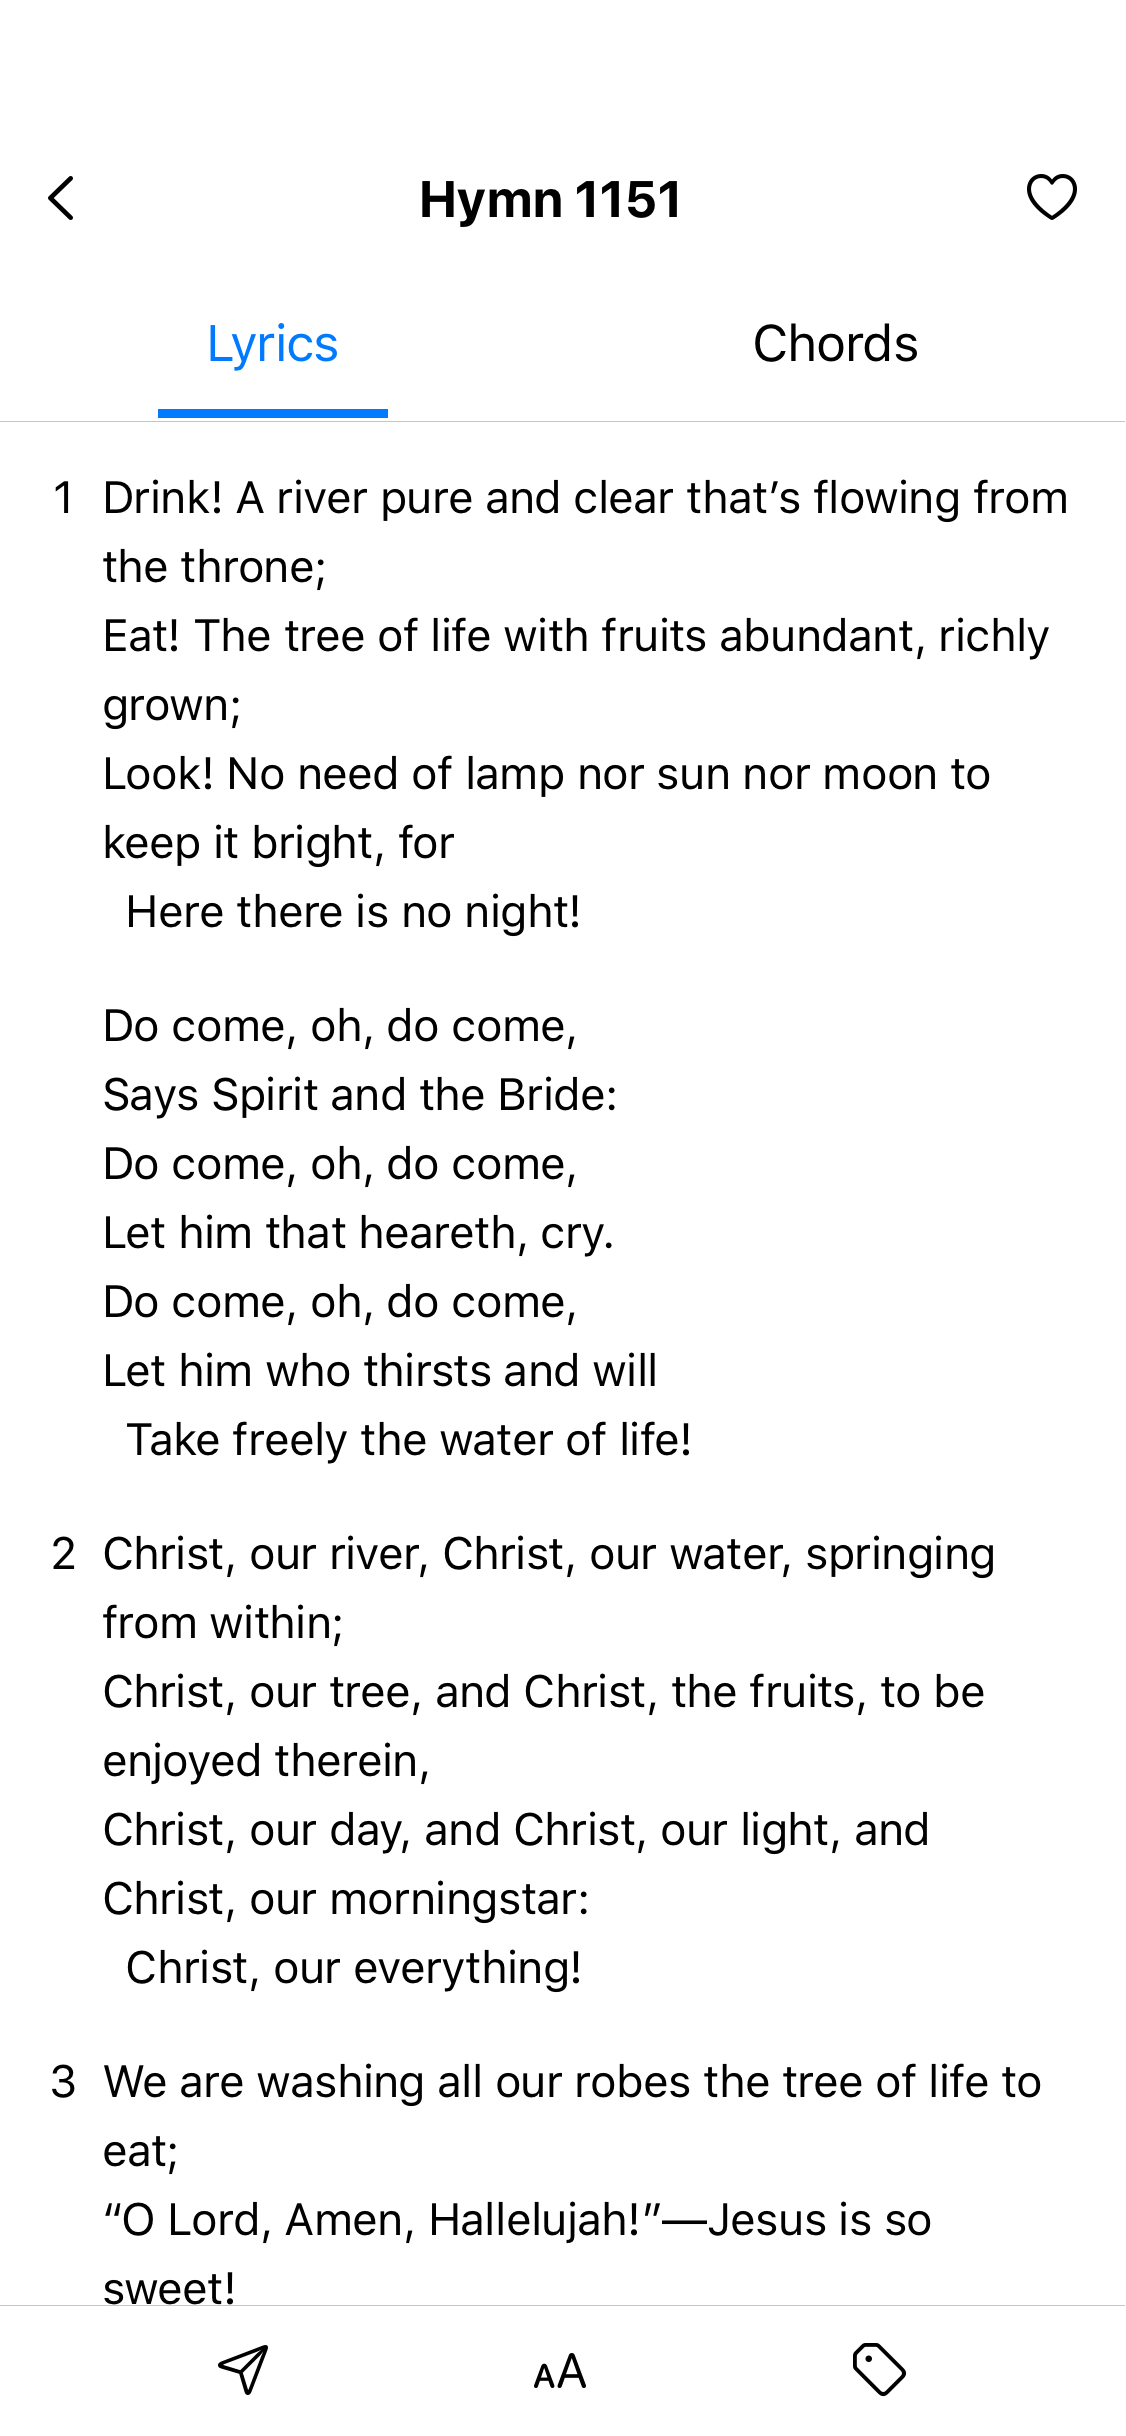 Hymn 1151
Lyrics
Chords
1 Drink! A river pure and clear that’s flowing from
the throne;
Eat! The tree of life with fruits abundant, richly
grown;
Look! No need of lamp nor sun nor moon to
keep it bright, for
Here there is no night!
Do come, oh, do come,
Says Spirit and the Bride:
Do come, oh, do come,
Let him that heareth, cry.
Do come, oh, do come,
Let him who thirsts and will
Take freely the water of life!
2 Christ, our river, Christ, our water, springing
from within;
Christ, our tree, and Christ, the fruits, to be
enjoyed therein,
Christ, our day, and Christ, our light, and
Christ, our morningstar:
Christ, our everything!
3 We are washing all our robes the tree of life to
eat;
“O Lord, Amen, Hallelujah!”—Jesus is so
sweet!
AA